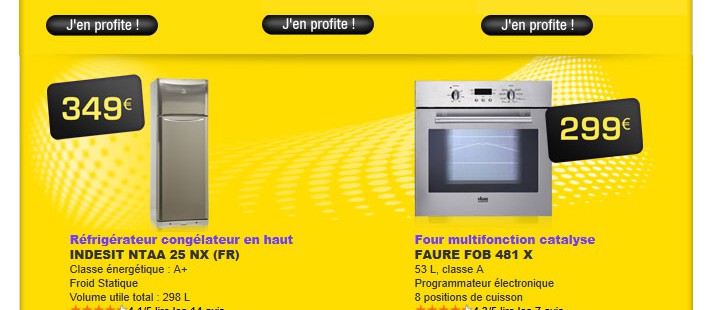 J'en profite !
J'en profite !
J'en profite !
349€
299€
Réfrigérateur congélateur en haut
INDESIT NTAA 25 NX (FR)
Classe énergétique : A+
Froid Statique
Volume utile total : 298 L
Four multifonction catalyse
FAURE FOB 481 X
53 L, classe A
Programmateur électronique
8 positions de cuisson